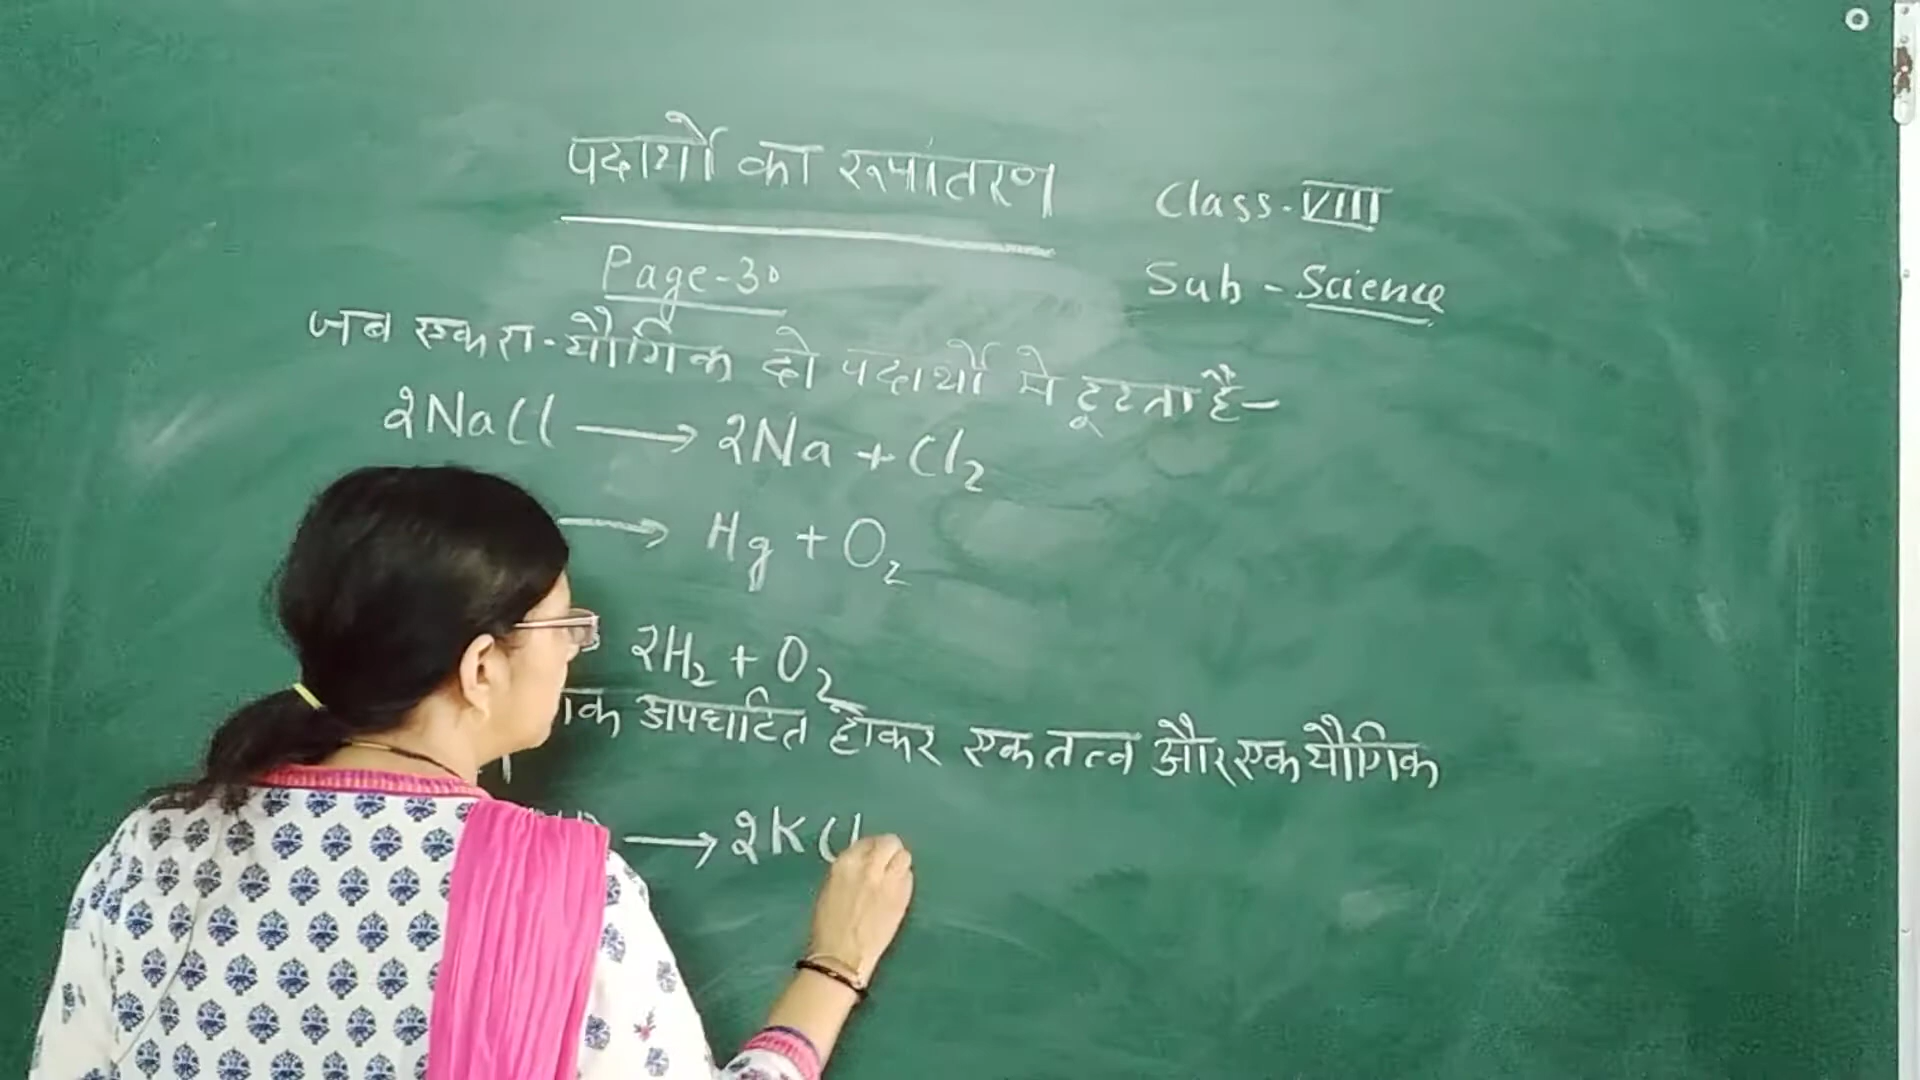 पदार्थो का रूपांतरण
Class-VIII
Page-30
Sub-Science
जब एक रा-यौगिक दो पदार्थो मे टूटता है-
2NaCl → 2Na + Cl₂
→ Hg + O₂
2H₂ + O₂
अपघटित होकर एक तत्व और एक यौगिक
→ 2KCl